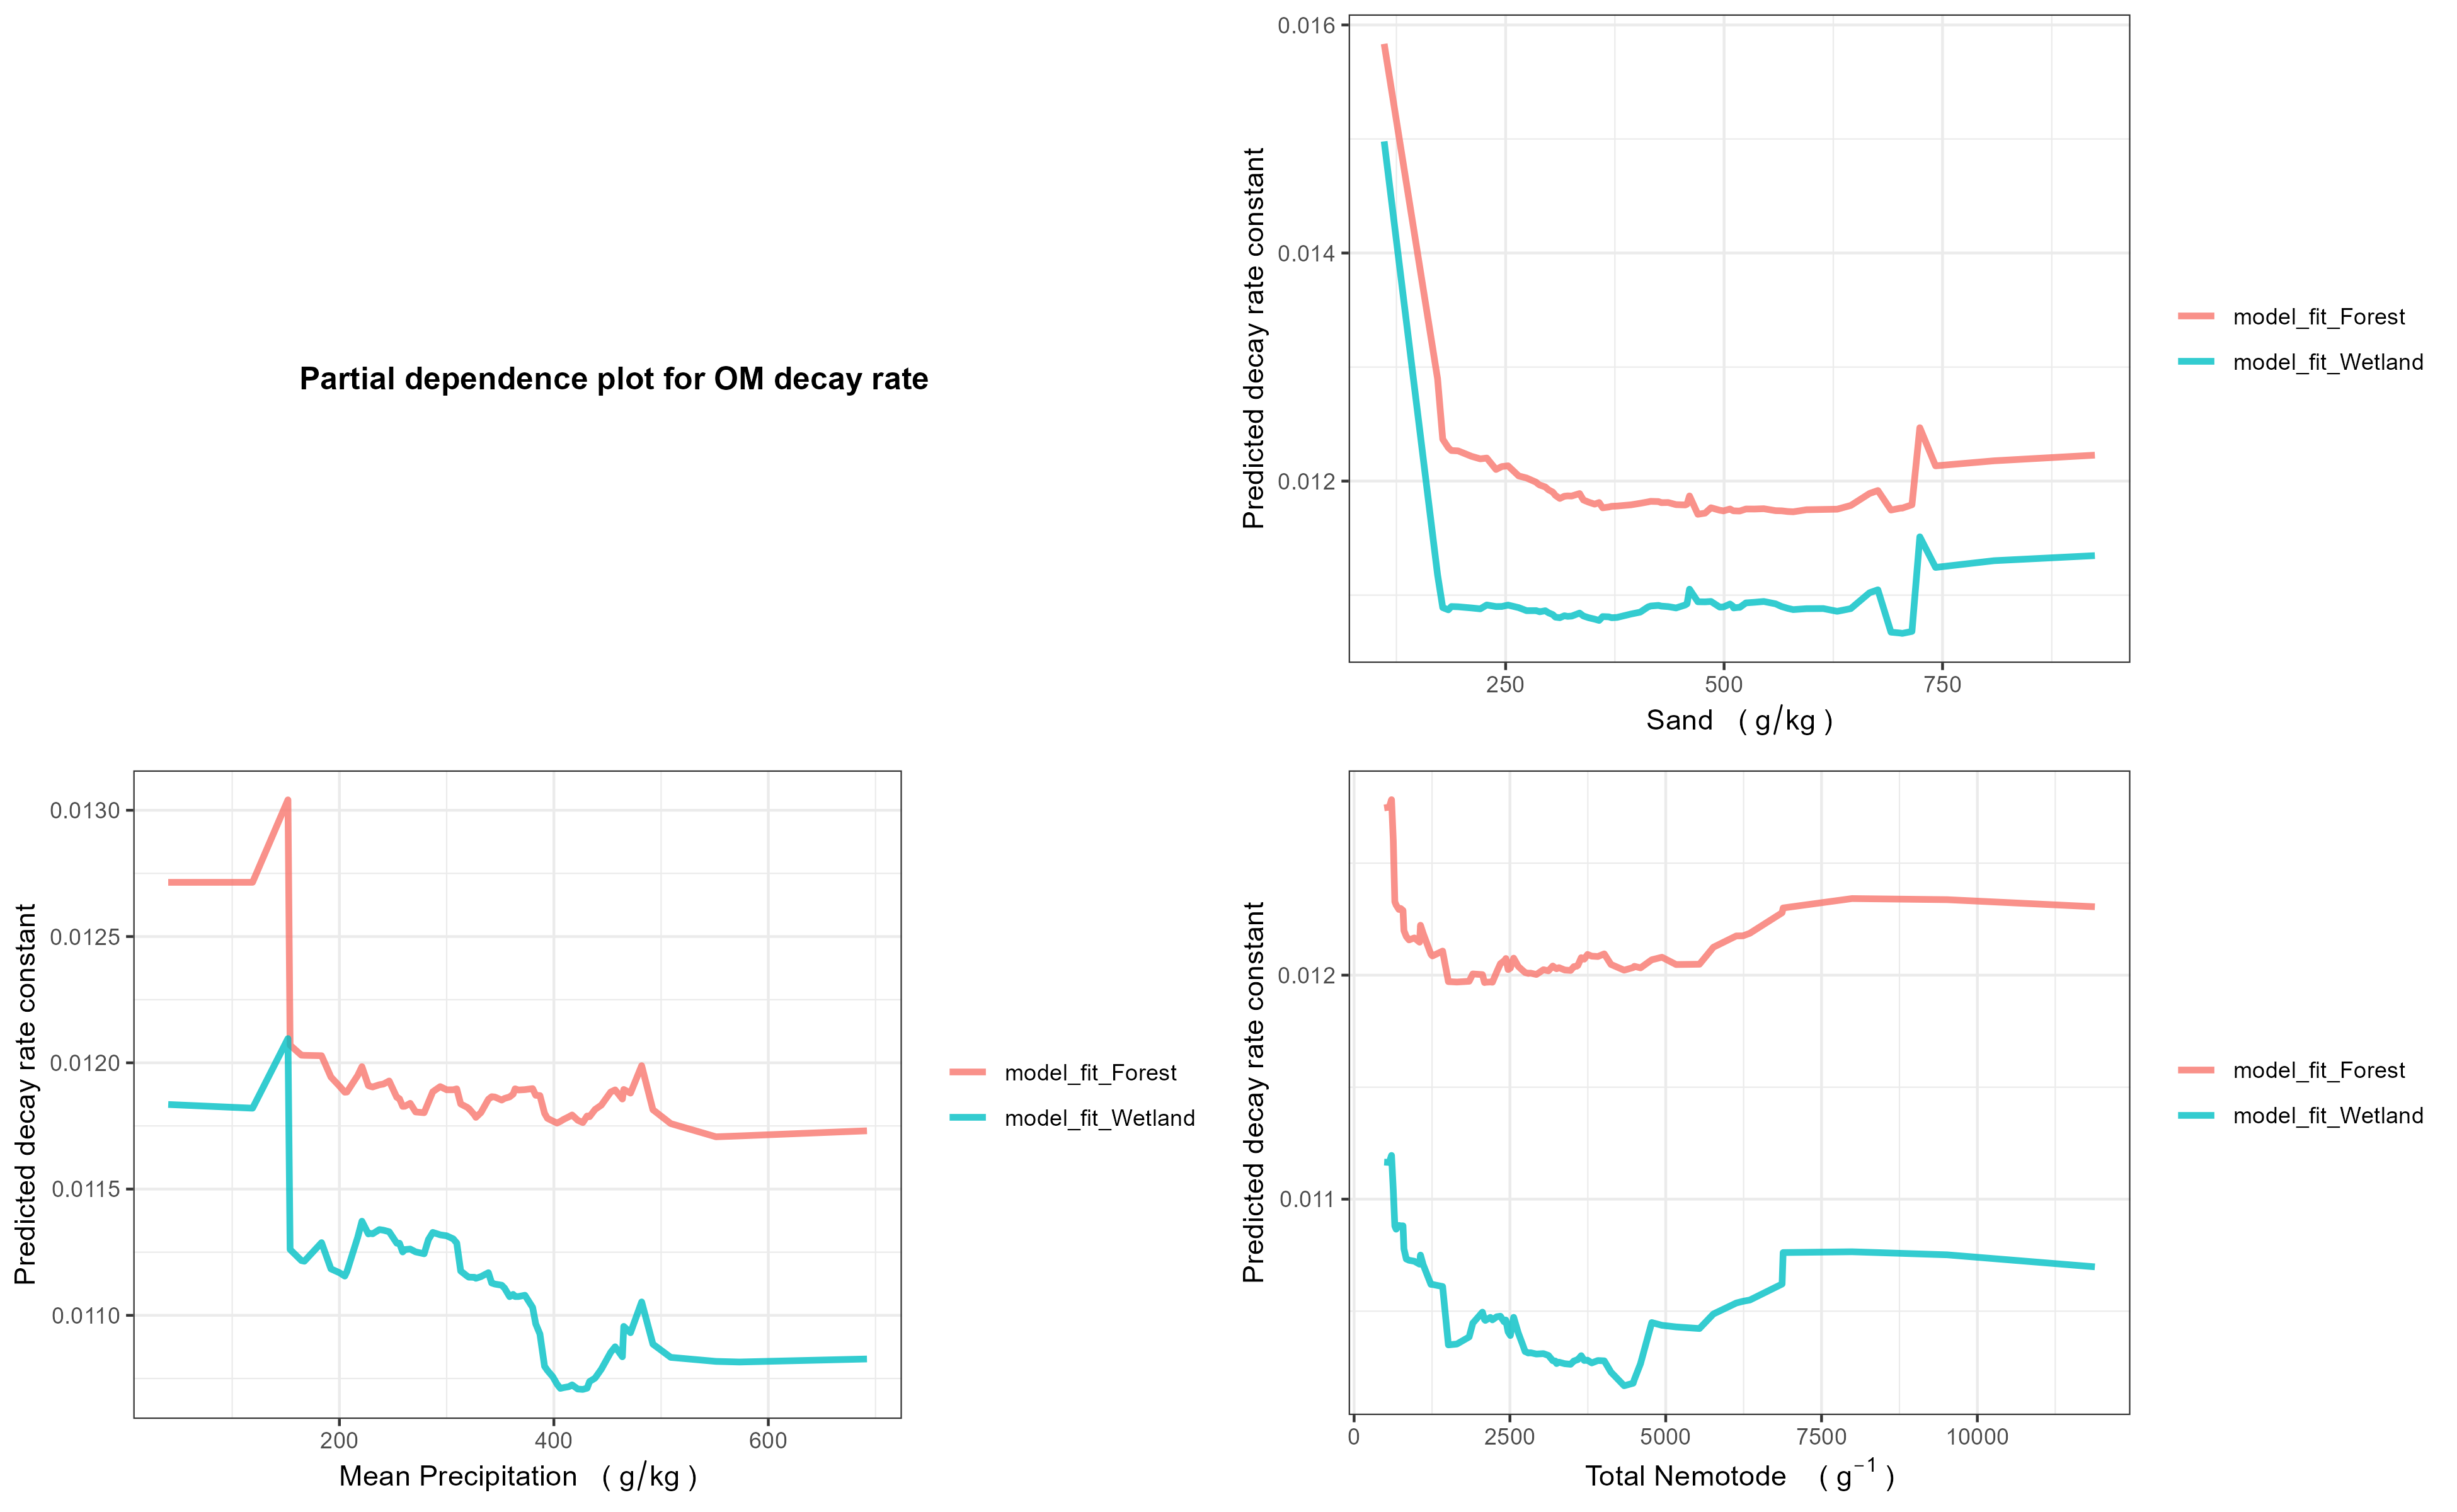 Partial dependence plot for OM decay rate
Predicted decay rate constant
0.016
0.014
0.012
250 500 750
Sand ( g/kg )
model_fit_Forest
model_fit_Wetland
Predicted decay rate constant
0.0130
0.0125
0.0120
0.0115
0.0110
200 400 600
Mean Precipitation ( g/kg )
model_fit_Forest
model_fit_Wetland
Predicted decay rate constant
0.012
0.011
0 2500 5000 7500 10000
Total Nemotode ( g⁻¹ )
model_fit_Forest
model_fit_Wetland